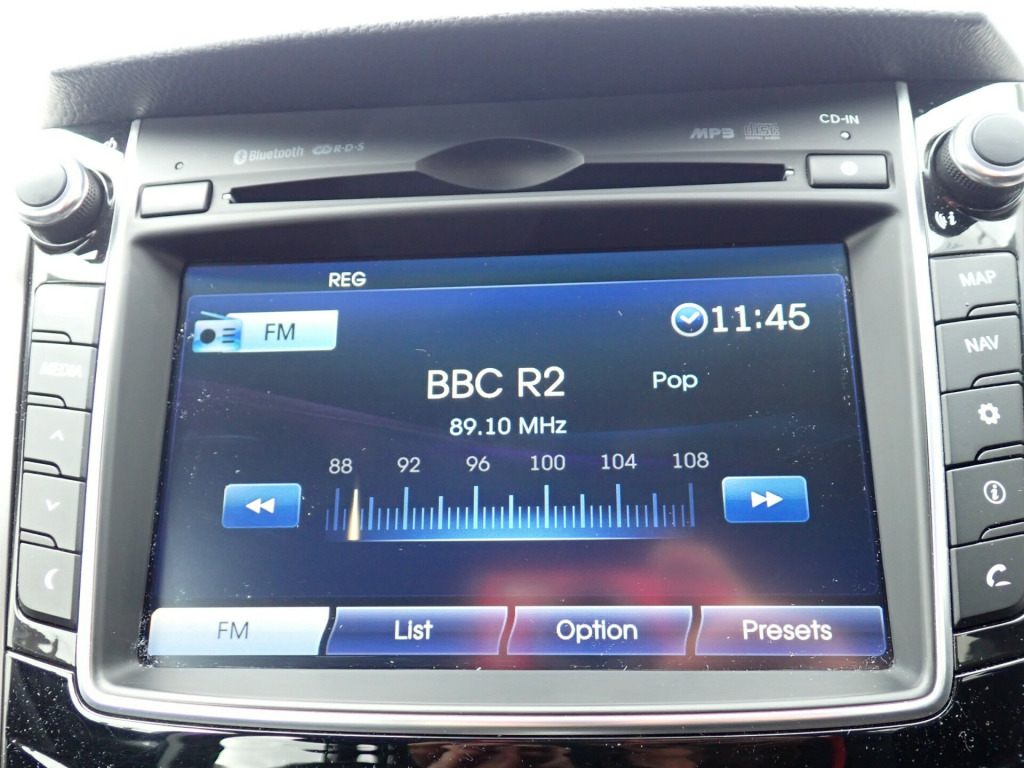 CD-IN
Bluetooth R·D·S MP3
REG
FM
11:45
BBC R2 Pop
89.10 MHz
88 92 96 100 104 108
FM List Option Presets
MEDIA
MAP
NAV